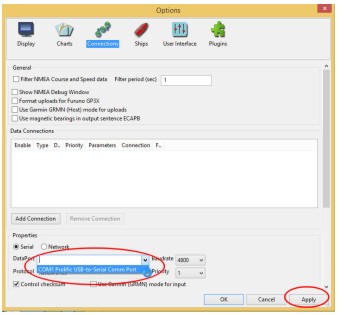 Options
Display Charts Connections Ships User Interface Plugins
General
Filter NMEA Course and Speed data Filter period (sec) 1
Show NMEA Debug Window
Format uploads for Furuno GP3X
Use Garmin GRMN (Host) mode for uploads
Use magnetic bearings in output sentence ECAPB
Data Connections
Enable Type D.. Priority Parameters Connection F..
Add Connection Remove Connection
Properties
Serial Network
DataPort Baudrate 4800
COM1 Prolific USB-to-Serial Comm Port
Protocol Priority 1
Control checksum Use Garmin (GRMN) mode for input
OK Cancel Apply